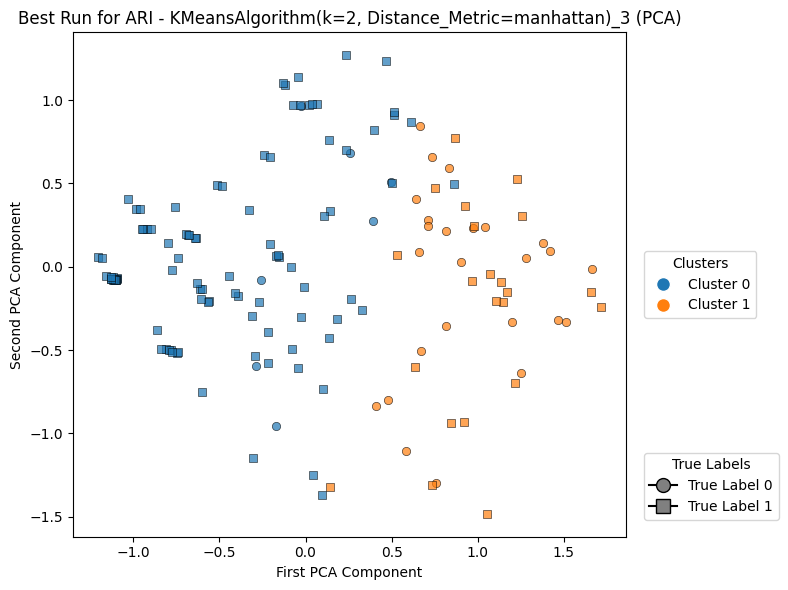 Best Run for ARI - KMeansAlgorithm(k=2, Distance_Metric=manhattan)_3 (PCA)
Second PCA Component
1.0
0.5
0.0
−0.5
−1.0
−1.5
−1.0
−0.5
0.0
0.5
1.0
1.5
First PCA Component
Clusters
Cluster 0
Cluster 1
True Labels
True Label 0
True Label 1